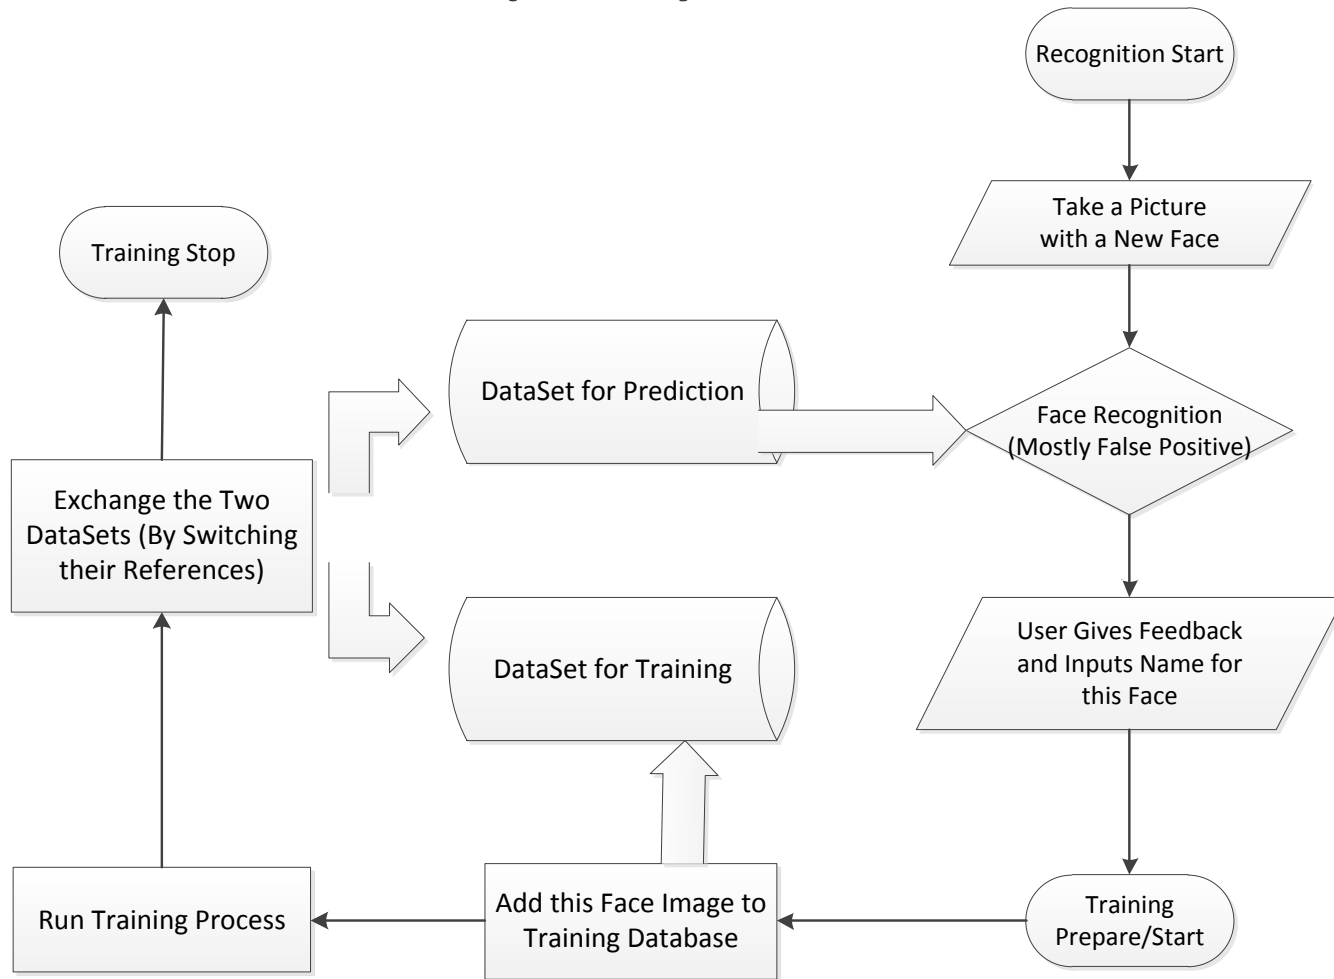 Recognition Start
Take a Picture
with a New Face
Training Stop
DataSet for Prediction
Face Recognition
(Mostly False Positive)
Exchange the Two
DataSets (By Switching
their References)
User Gives Feedback
and Inputs Name for
this Face
DataSet for Training
Run Training Process
Add this Face Image to
Training Database
Training
Prepare/Start